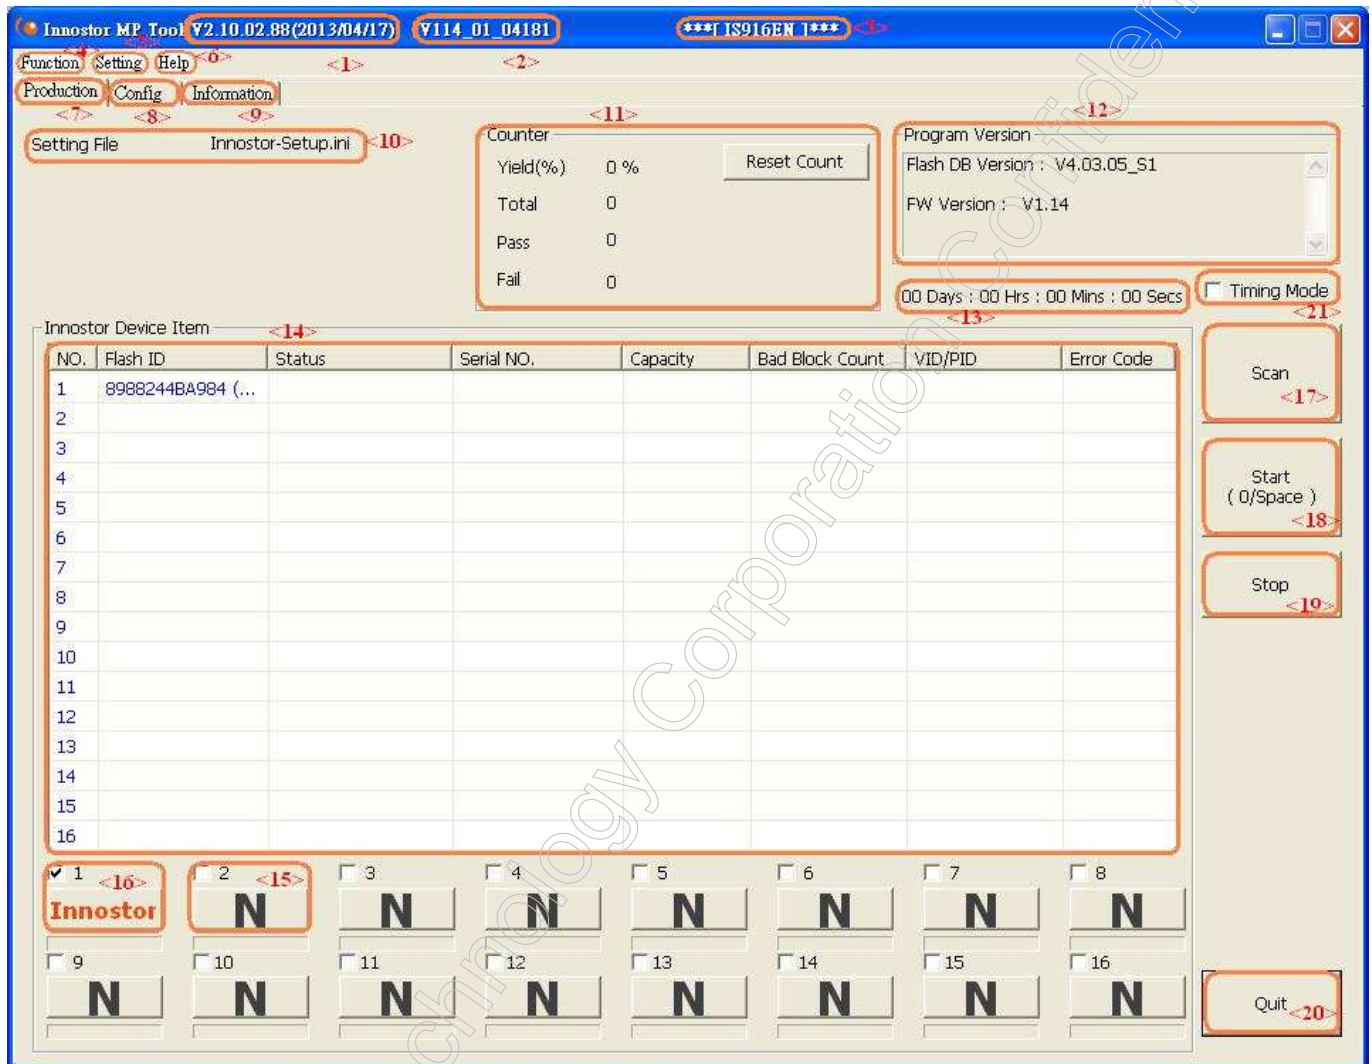 Innostor MP Tool V2.10.02.88(2013/04/17) V114_01_04181 ***[ IS916EN ]*** <3>
<4> <5>
Function Setting Help <6> <1> <2>
Production Config Information
<7> <8> <9> <11> <12>
Setting File Innostor-Setup.ini <10>
Counter
Yield(%) 0 % Reset Count
Total 0
Pass 0
Fail 0
Program Version
Flash DB Version : V4.03.05_S1
FW Version : V1.14
00 Days : 00 Hrs : 00 Mins : 00 Secs
<13>
Timing Mode
<21>
Innostor Device Item <14>
NO. Flash ID Status Serial NO. Capacity Bad Block Count VID/PID Error Code
1 8988244BA984 (...
2
3
4
5
6
7
8
9
10
11
12
13
14
15
16
Scan
<17>
Start
( 0/Space )
<18>
Stop
<19>
1 <16> 2 <15> 3 4 5 6 7 8
Innostor N N N N N N N
9 10 11 12 13 14 15 16
N N N N N N N N
Quit <20>
chnology Corporation Confiden